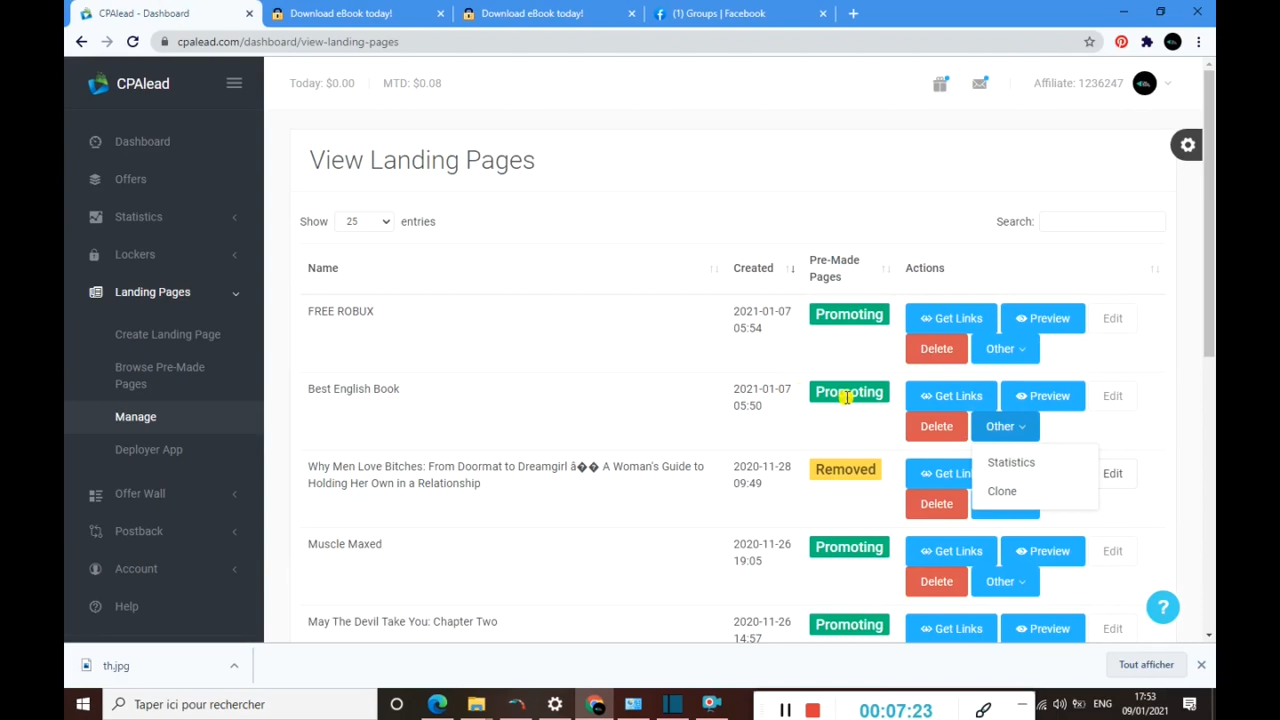 CPAlead - Dashboard
Download eBook today!
Download eBook today!
(1) Groups | Facebook
cpalead.com/dashboard/view-landing-pages
CPAlead
Today: $0.00
MTD: $0.08
Affiliate: 1236247
Dashboard
Offers
Statistics
Lockers
Landing Pages
Create Landing Page
Browse Pre-Made
Pages
Manage
Deployer App
Offer Wall
Postback
Account
Help
View Landing Pages
Show 25 entries
Search:
Name
Created
Pre-Made
Pages
Actions
FREE ROBUX
2021-01-07
05:54
Promoting
Get Links
Preview
Edit
Delete
Other
Best English Book
2021-01-07
05:50
Promoting
Get Links
Preview
Edit
Delete
Other
Statistics
Clone
Why Men Love Bitches: From Doormat to Dreamgirl â�� A Woman's Guide to
Holding Her Own in a Relationship
2020-11-28
09:49
Removed
Get Lin
Edit
Delete
Muscle Maxed
2020-11-26
19:05
Promoting
Get Links
Preview
Edit
Delete
Other
May The Devil Take You: Chapter Two
2020-11-26
14:57
Promoting
Get Links
Preview
Edit
?
th.jpg
Tout afficher
Taper ici pour rechercher
00:07:23
ENG
17:53
09/01/2021